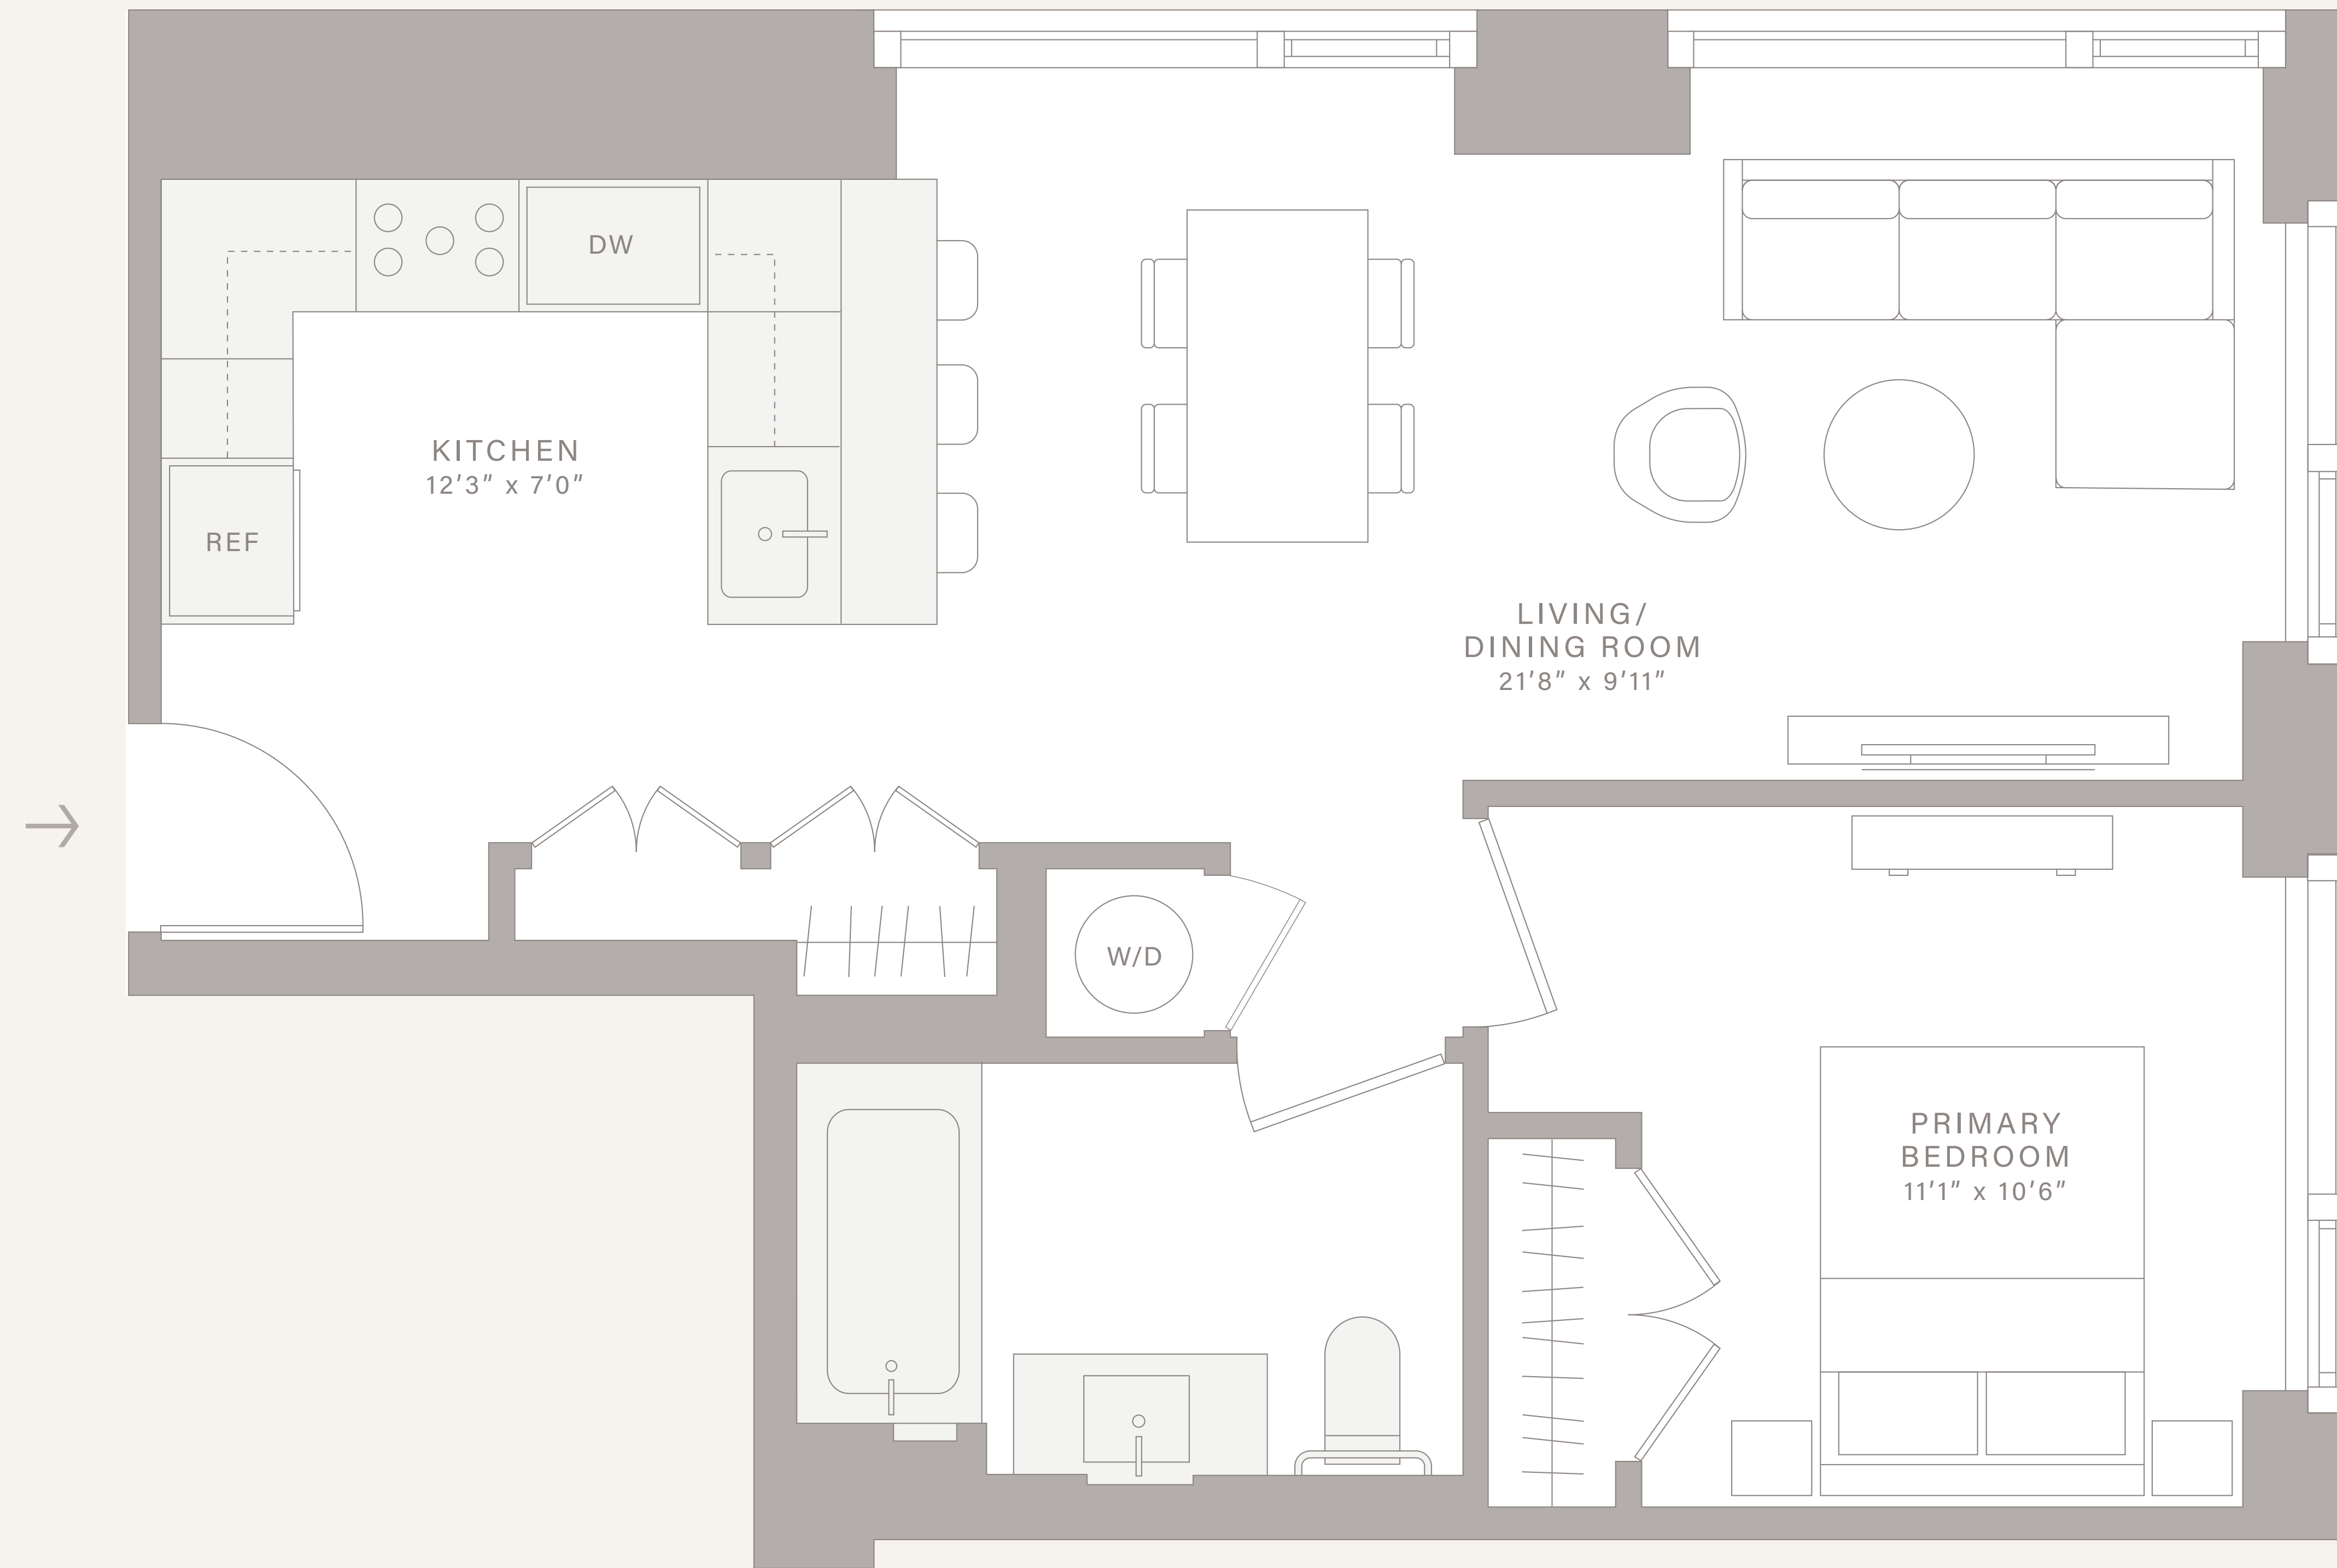 DW
KITCHEN
12′3″ x 7′0″
REF
LIVING/
DINING ROOM
21′8″ x 9′11″
W/D
PRIMARY
BEDROOM
11′1″ x 10′6″